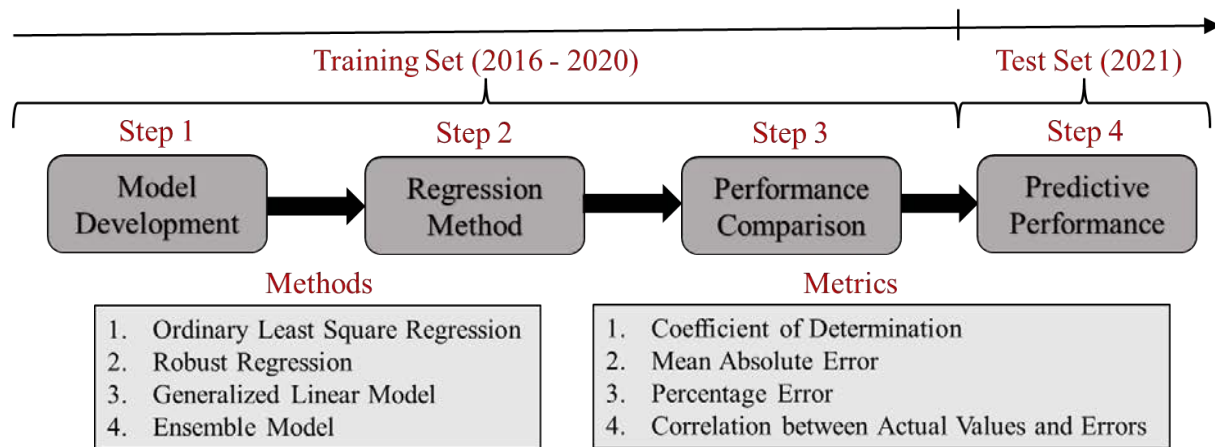 Training Set (2016 - 2020)
Test Set (2021)
Step 1
Step 2
Step 3
Step 4
Model
Development
Regression
Method
Performance
Comparison
Predictive
Performance
Methods
1. Ordinary Least Square Regression
2. Robust Regression
3. Generalized Linear Model
4. Ensemble Model
Metrics
1. Coefficient of Determination
2. Mean Absolute Error
3. Percentage Error
4. Correlation between Actual Values and Errors